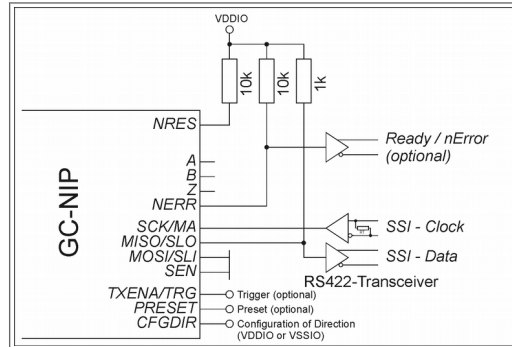 VDDIO
10k
10k
1k
NRES
Ready / nError
(optional)
A
B
Z
NERR
GC-NIP
SCK/MA
SSI - Clock
MISO/SLO
MOSI/SLI
SSI - Data
SEN
RS422-Transceiver
TXENA/TRG
Trigger (optional)
PRESET
Preset (optional)
CFGDIR
Configuration of Direction
(VDDIO or VSSIO)